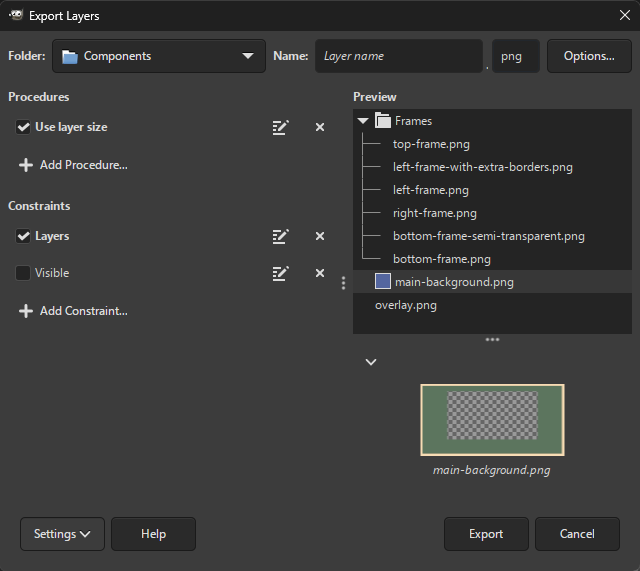 Export Layers
Folder: Components Name: Layer name . png Options...
Procedures
Use layer size
Add Procedure...
Constraints
Layers
Visible
Add Constraint...
Preview
Frames
top-frame.png
left-frame-with-extra-borders.png
left-frame.png
right-frame.png
bottom-frame-semi-transparent.png
bottom-frame.png
main-background.png
overlay.png
main-background.png
Settings Help Export Cancel